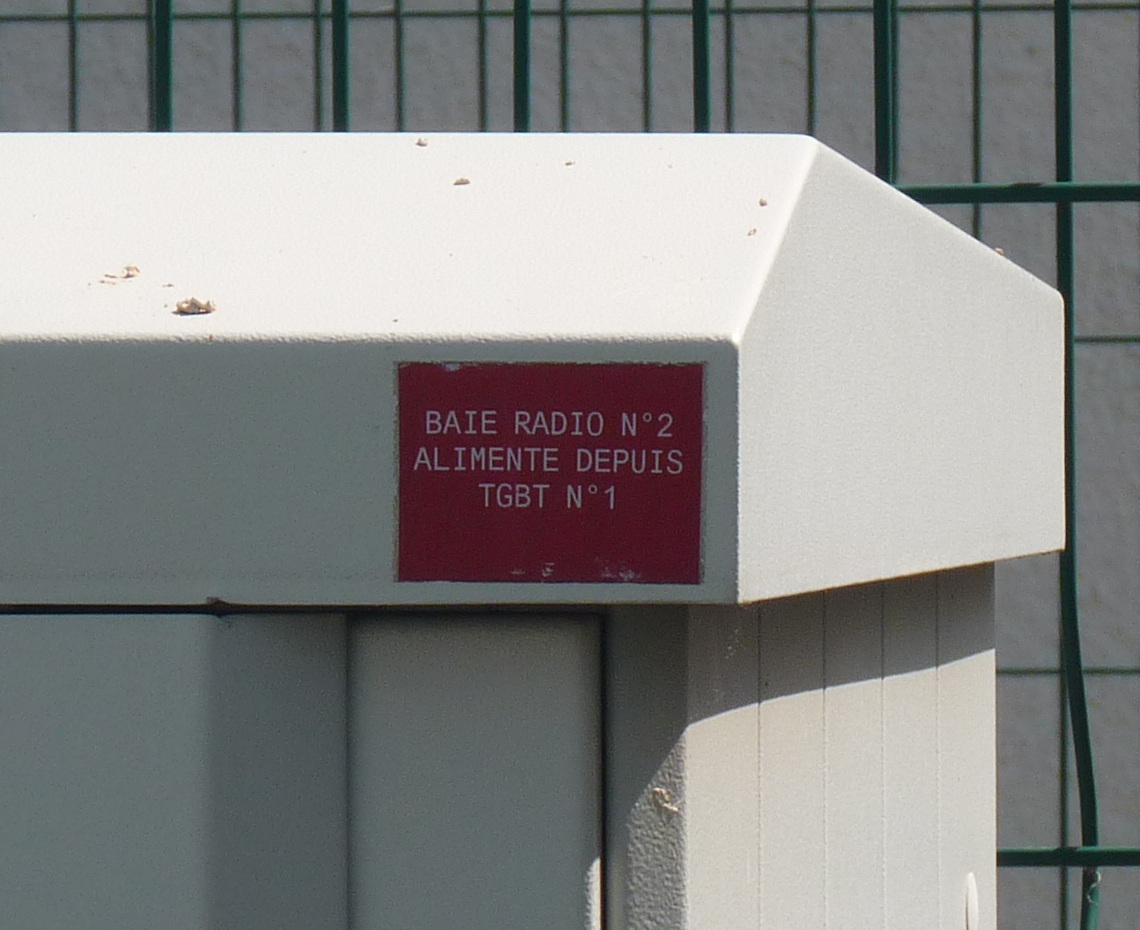 BAIE RADIO N°2
ALIMENTE DEPUIS
TGBT N°1